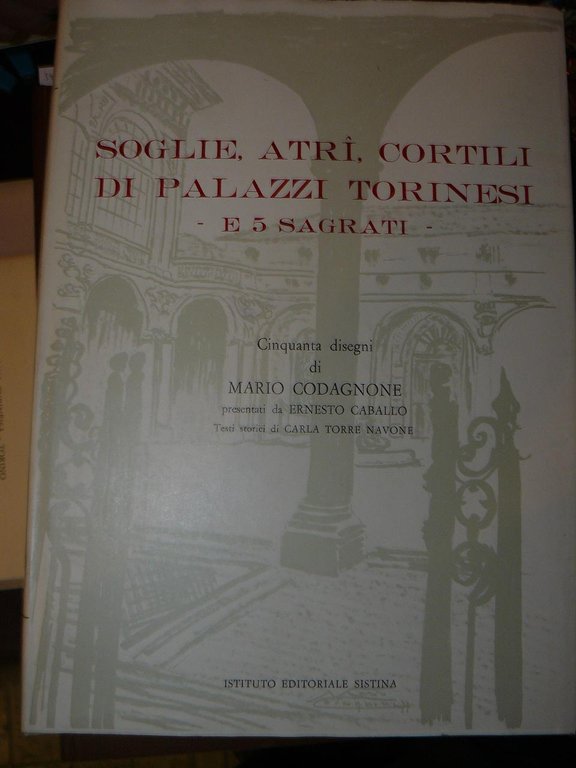 SOGLIE, ATRÎ, CORTILI
DI PALAZZI TORINESI
- E 5 SAGRATI -
Cinquanta disegni
di
MARIO CODAGNONE
presentati da ERNESTO CABALLO
Testi storici di CARLA TORRE NAVONE
ISTITUTO EDITORIALE SISTINA